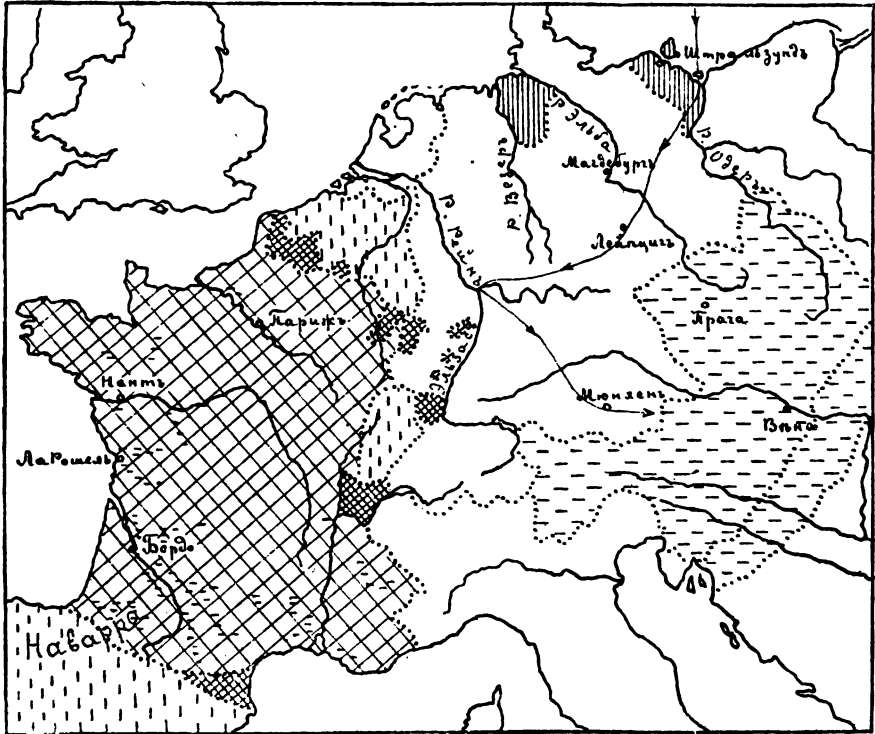 Штральзундъ
р. Эльба
Магдебургъ
р. Одеръ
р. Везеръ
р. Рейнъ
Лейпцигъ
Прага
Парижъ
Эльзасъ
Нантъ
Мюнхенъ
Вѣна
Ла Рошель
Бордо
Наварра